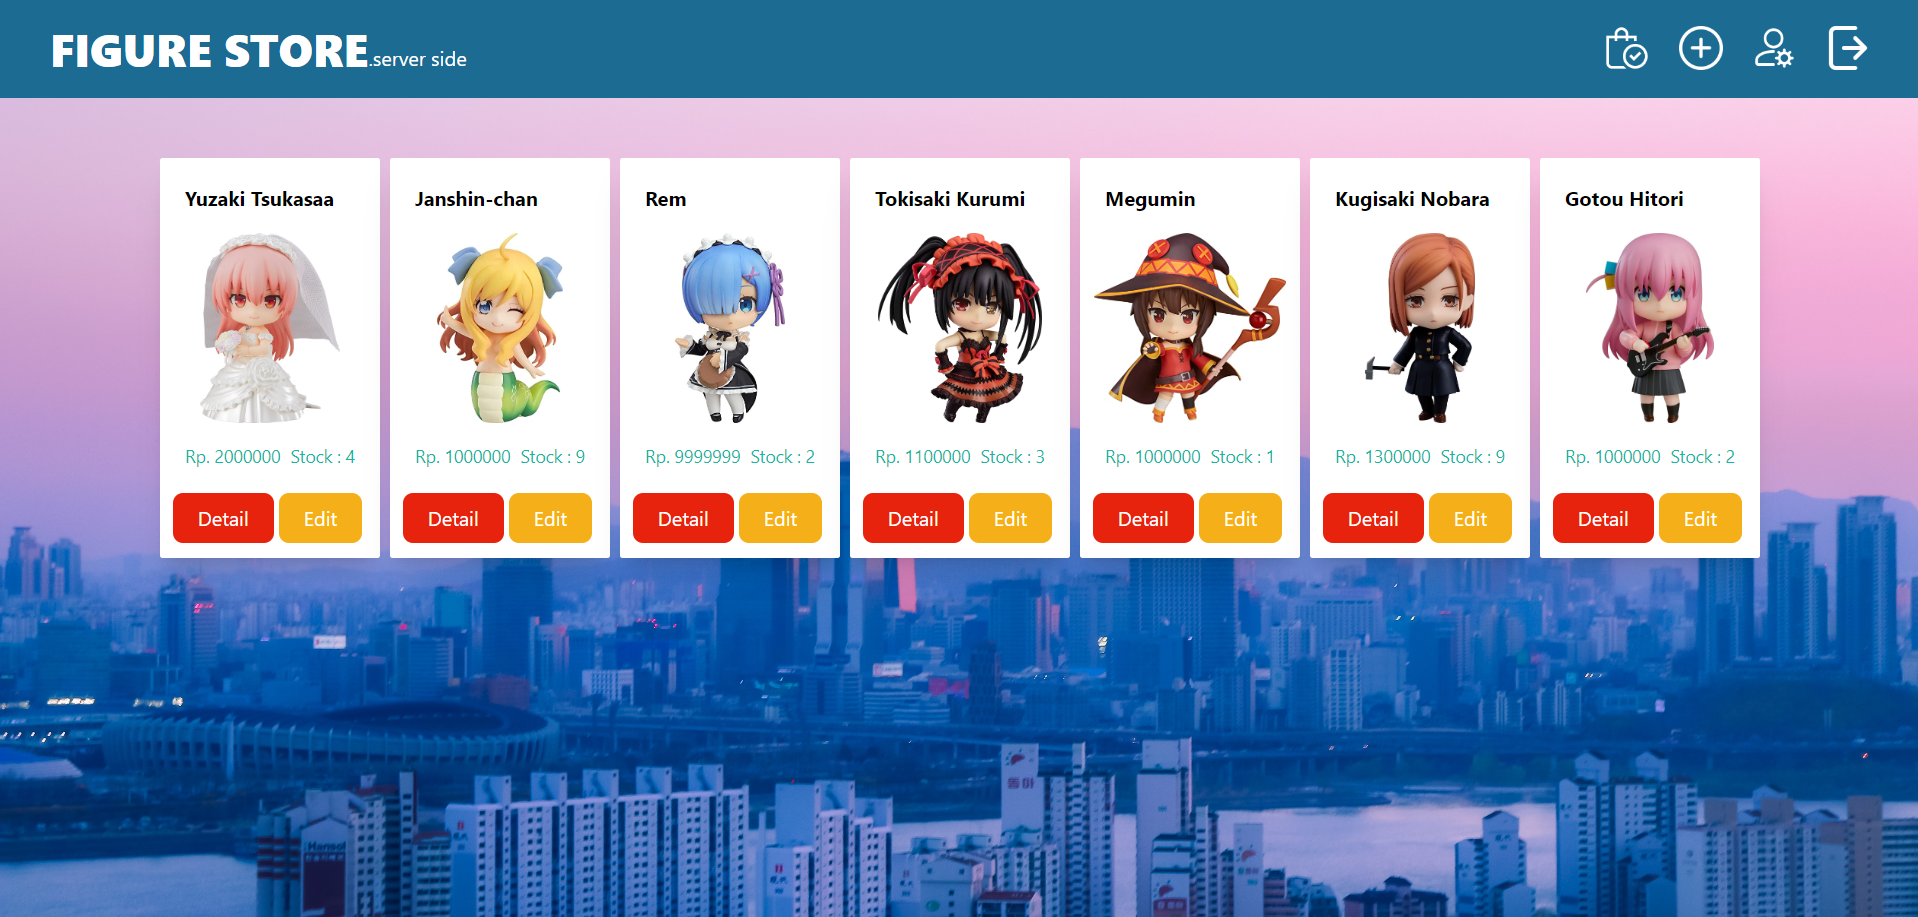 FIGURE STORE.server side
Yuzaki Tsukasaa
Janshin-chan
Rem
Tokisaki Kurumi
Megumin
Kugisaki Nobara
Gotou Hitori
Rp. 2000000 Stock : 4
Rp. 1000000 Stock : 9
Rp. 9999999 Stock : 2
Rp. 1100000 Stock : 3
Rp. 1000000 Stock : 1
Rp. 1300000 Stock : 9
Rp. 1000000 Stock : 2
Detail Edit
Detail Edit
Detail Edit
Detail Edit
Detail Edit
Detail Edit
Detail Edit